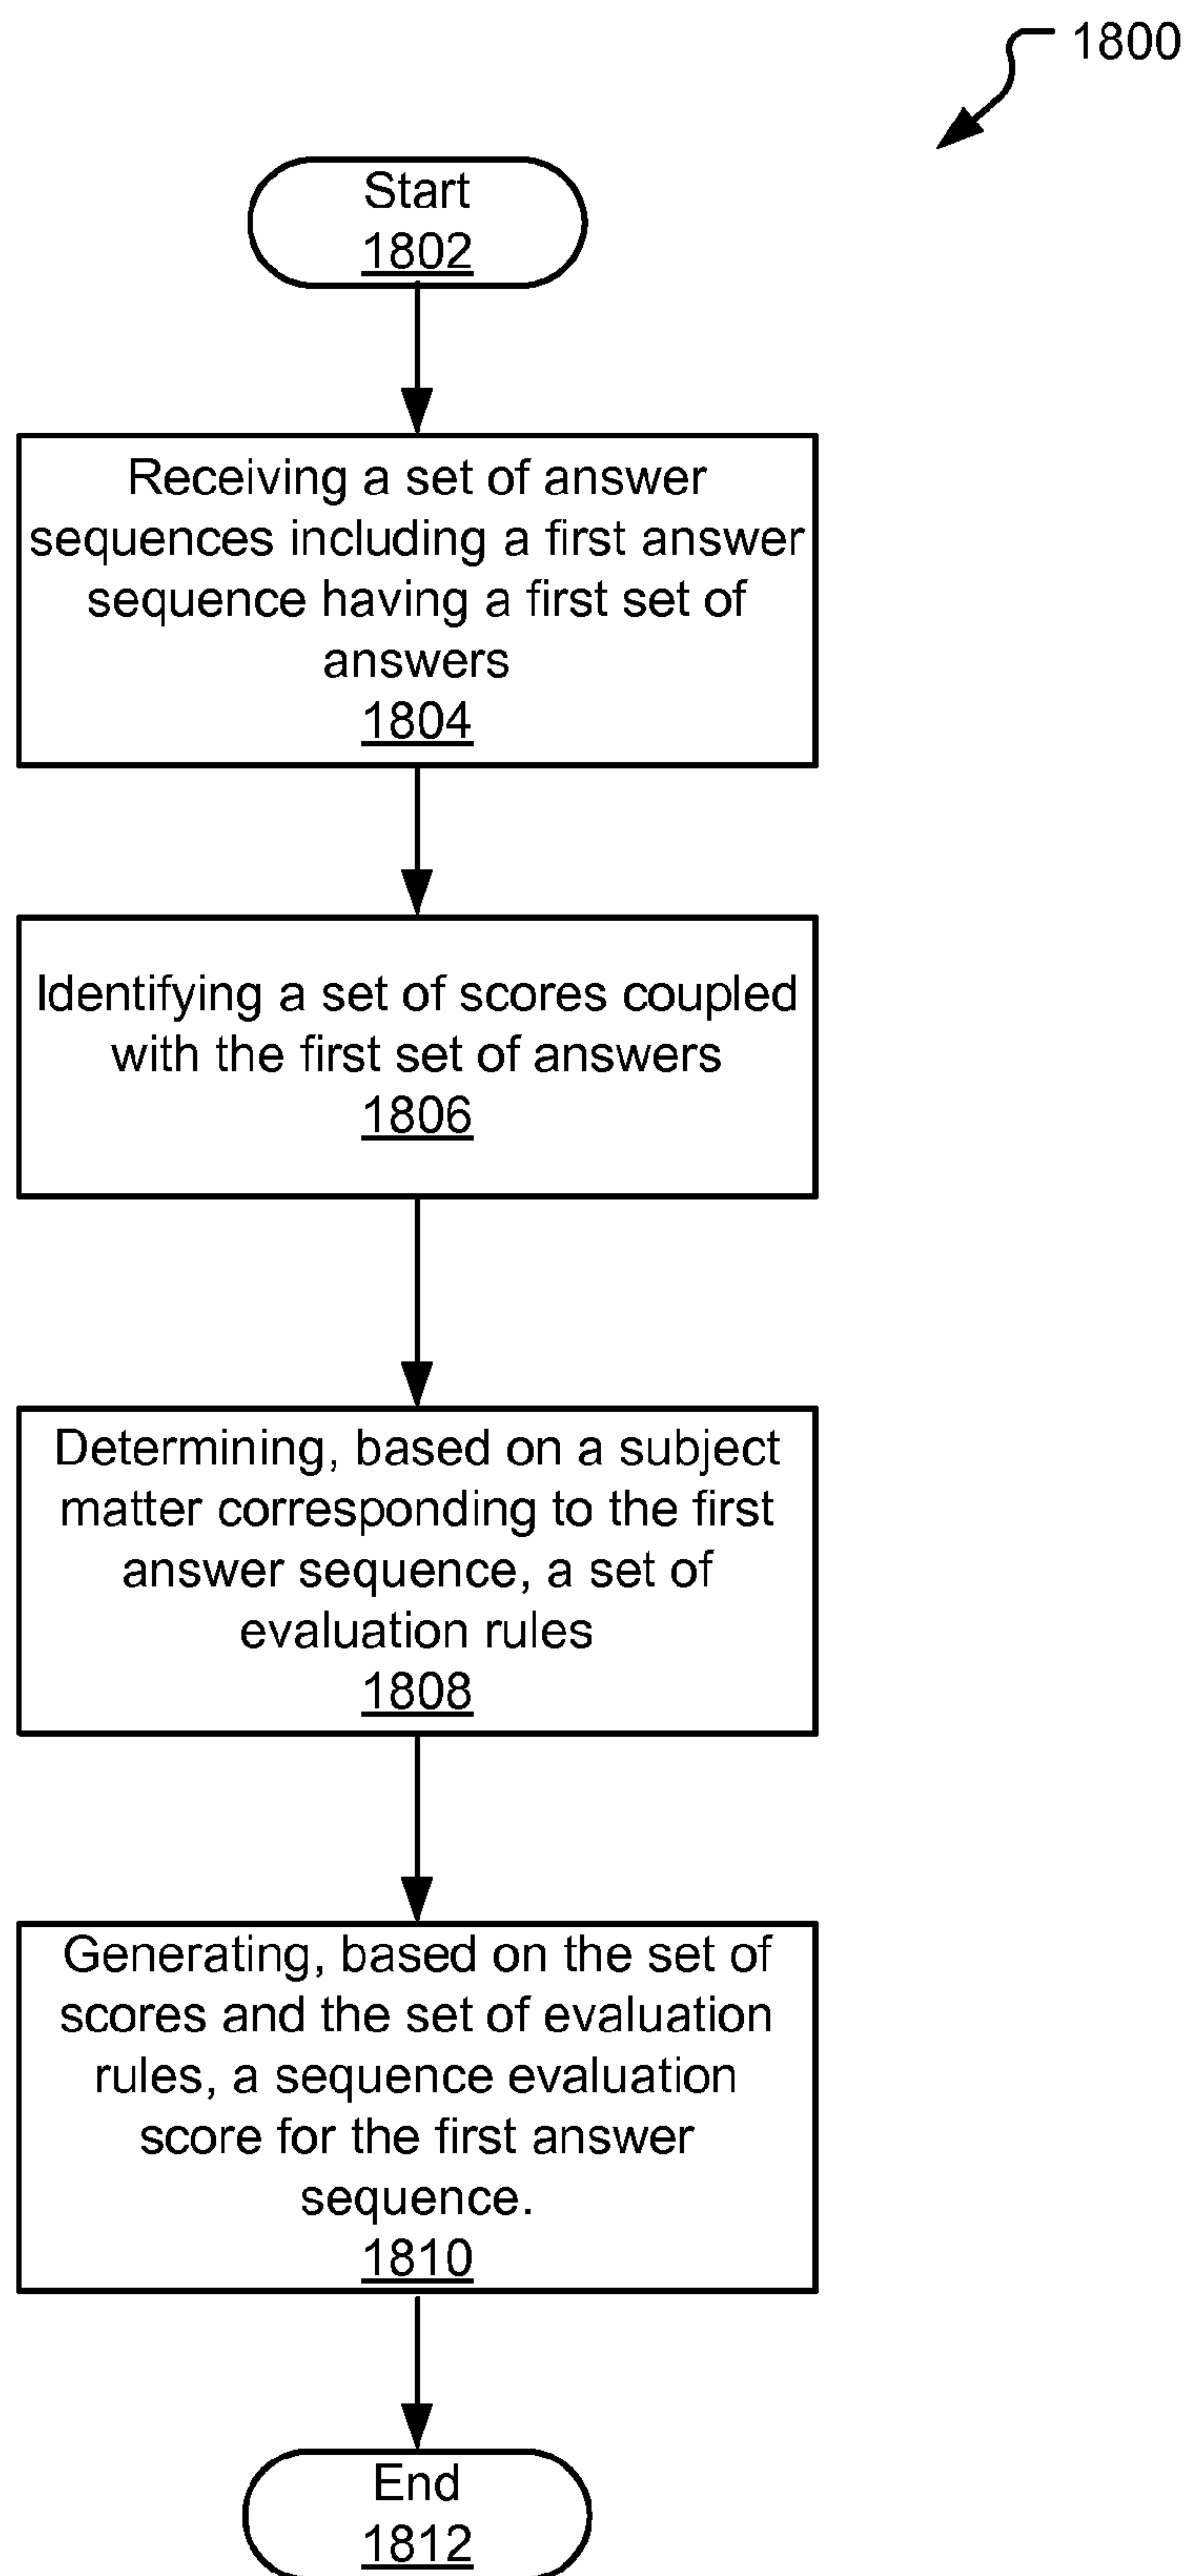 1800
Start
1802
Receiving a set of answer
sequences including a first answer
sequence having a first set of
answers
1804
Identifying a set of scores coupled
with the first set of answers
1806
Determining, based on a subject
matter corresponding to the first
answer sequence, a set of
evaluation rules
1808
Generating, based on the set of
scores and the set of evaluation
rules, a sequence evaluation
score for the first answer
sequence.
1810
End
1812